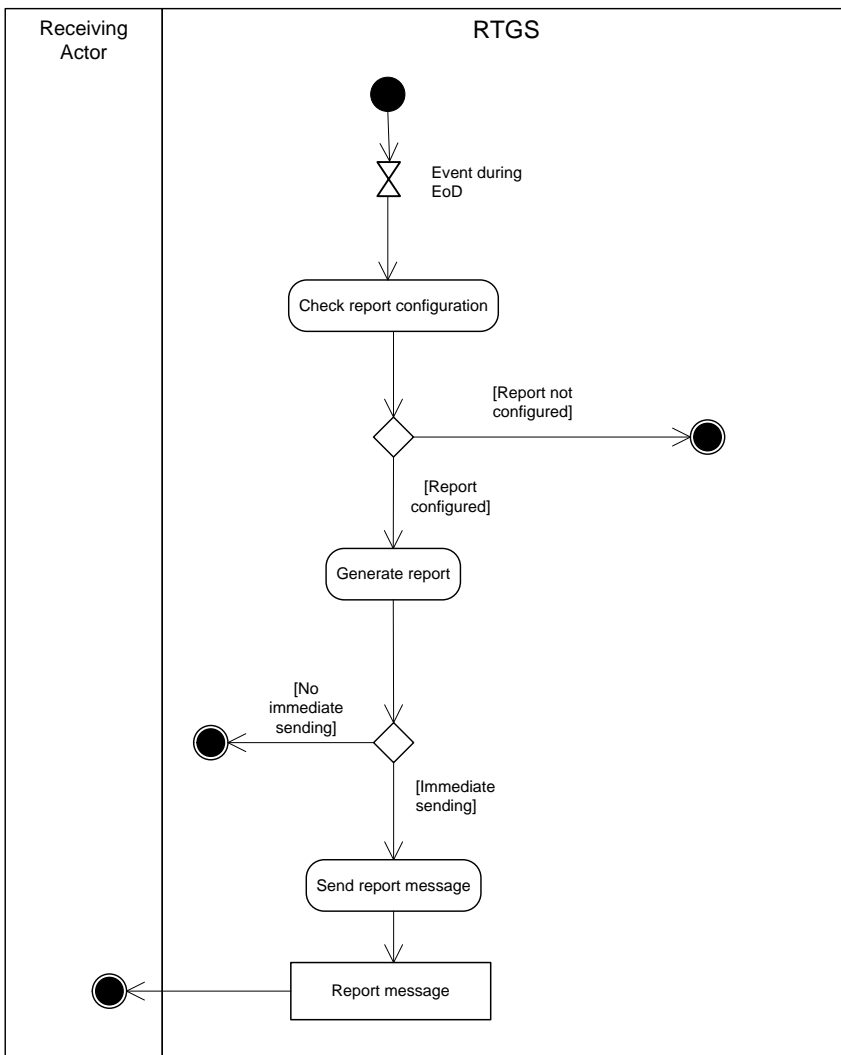 Receiving
Actor
RTGS
Event during
EoD
Check report configuration
[Report not
configured]
[Report
configured]
Generate report
[No
immediate
sending]
[Immediate
sending]
Send report message
Report message